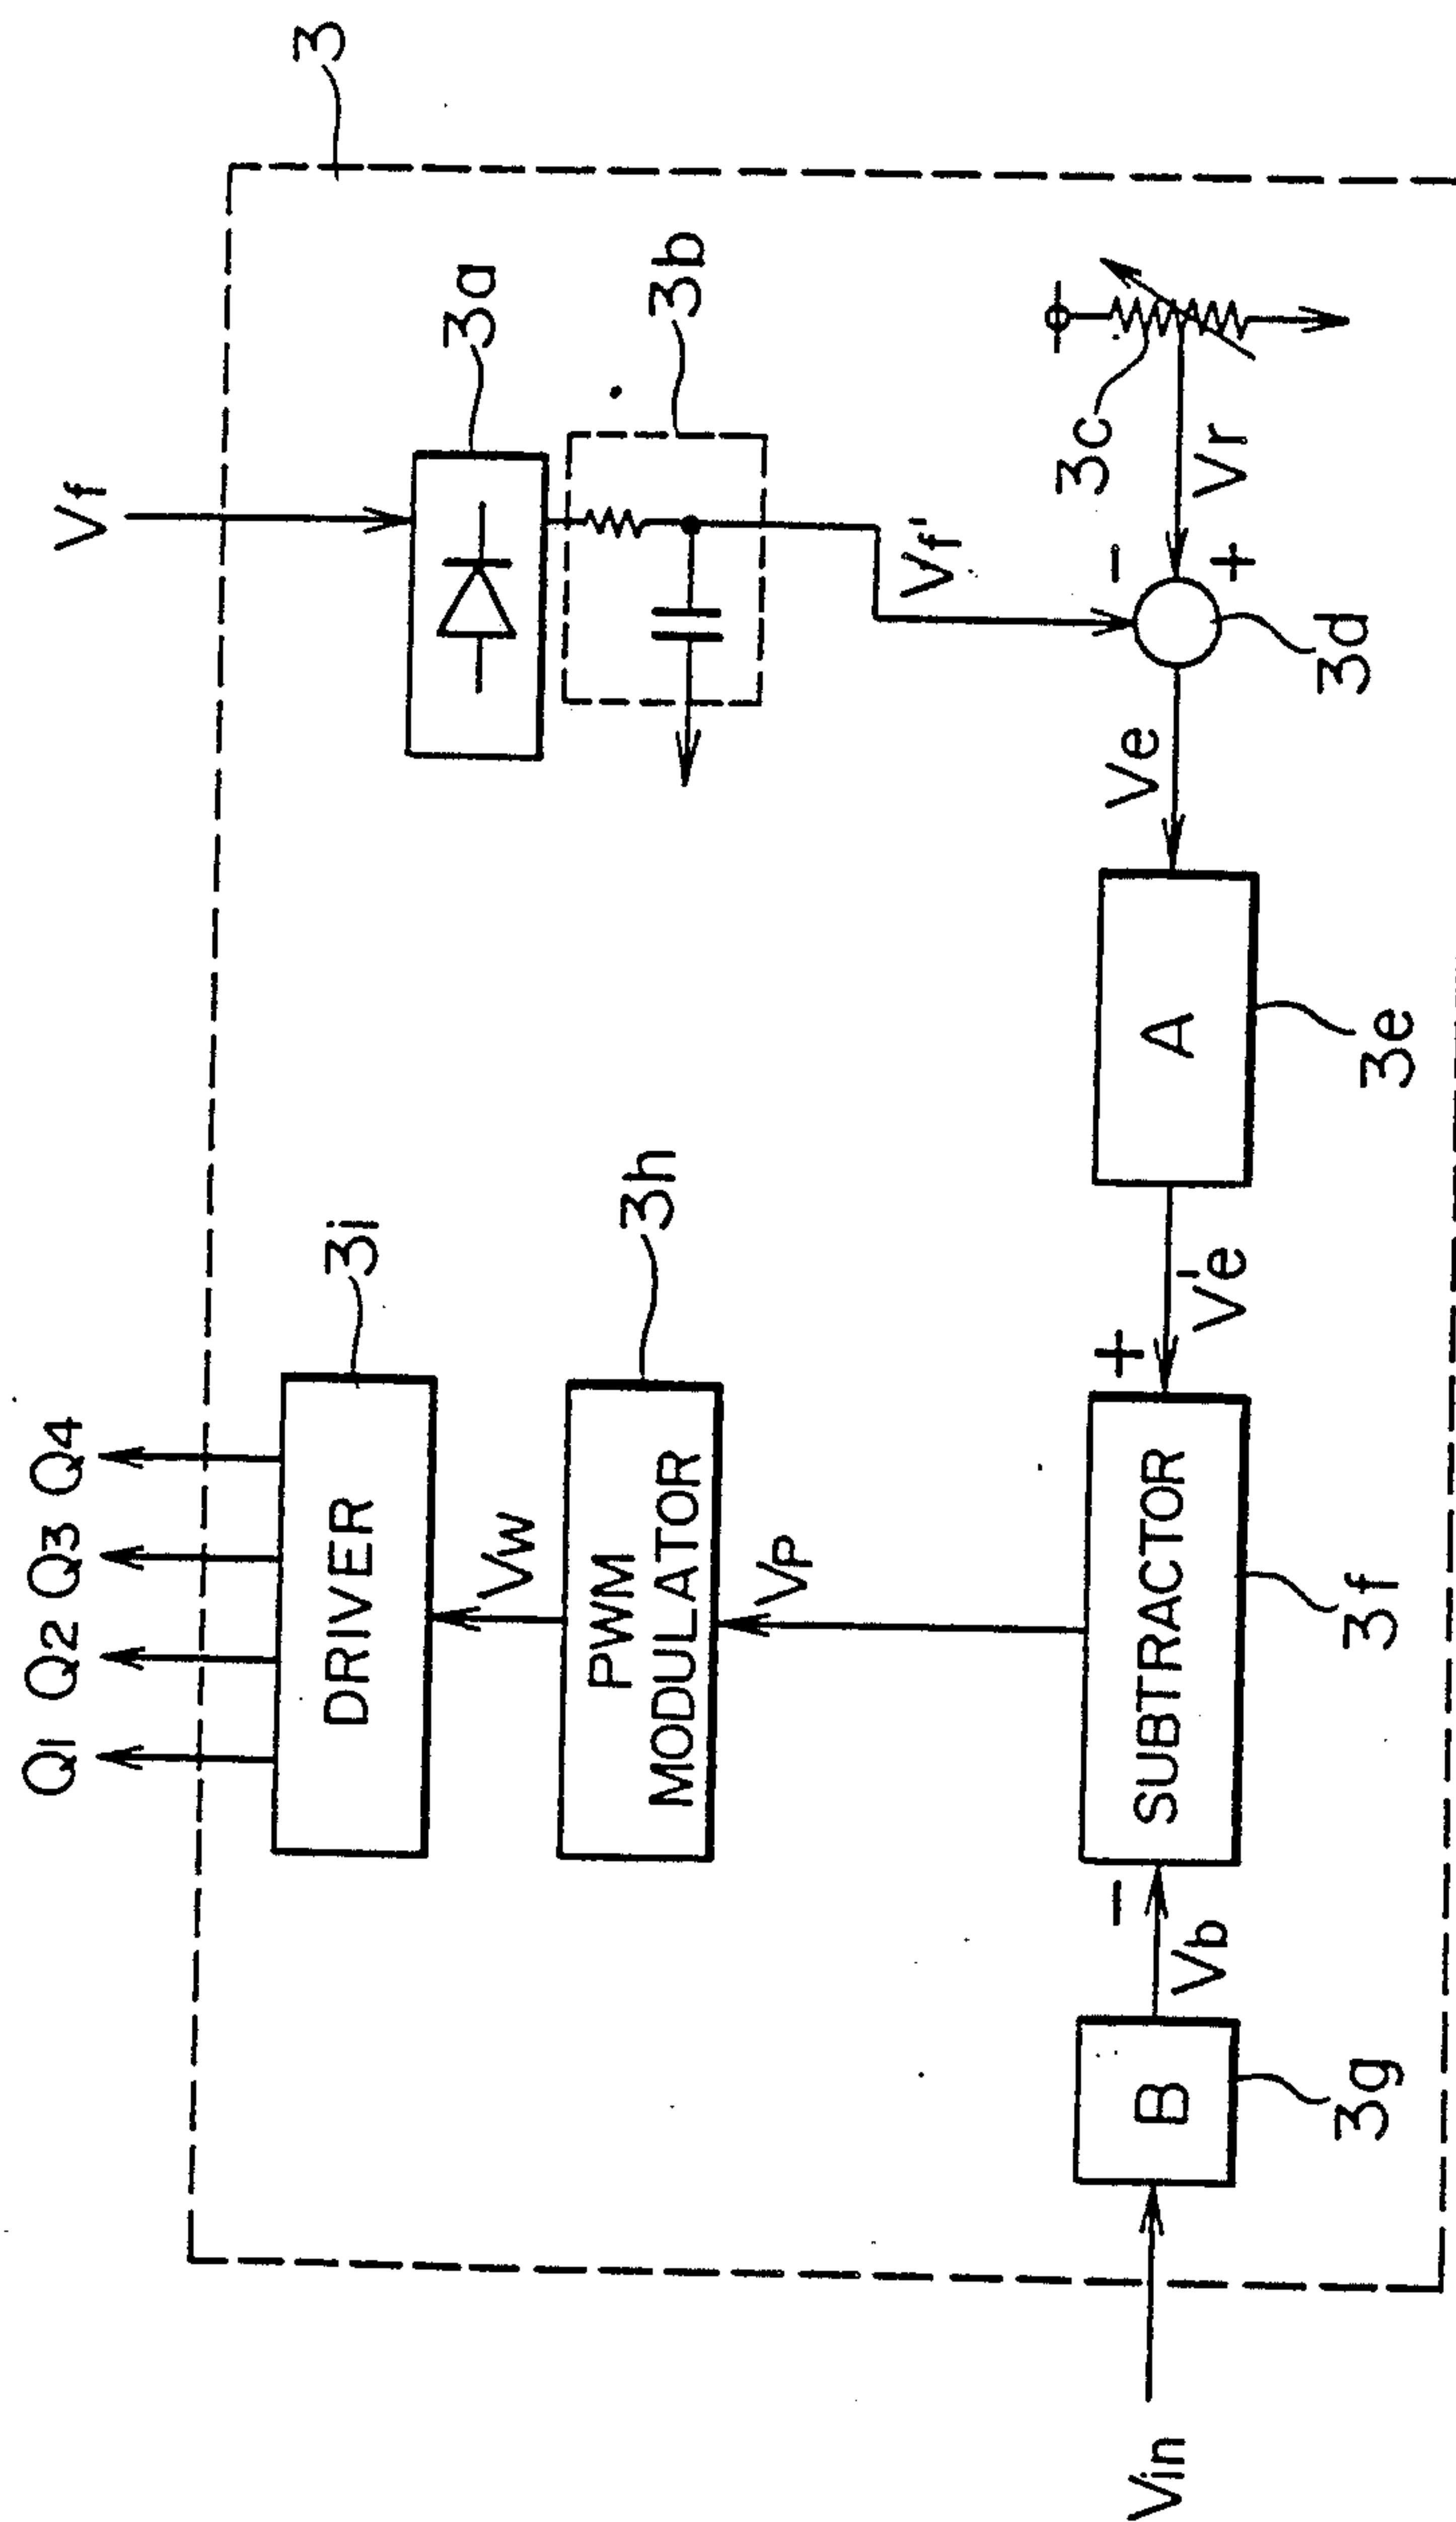 Q1 Q2 Q3 Q4
Vf
3
DRIVER
3i
3a
Vw
PWM
MODULATOR
3h
3b
Vp
Vf'
3c
Vin
B
Vb
-
SUBTRACTOR
+
V'e
A
Ve
-
+
Vr
3g
3f
3e
3d